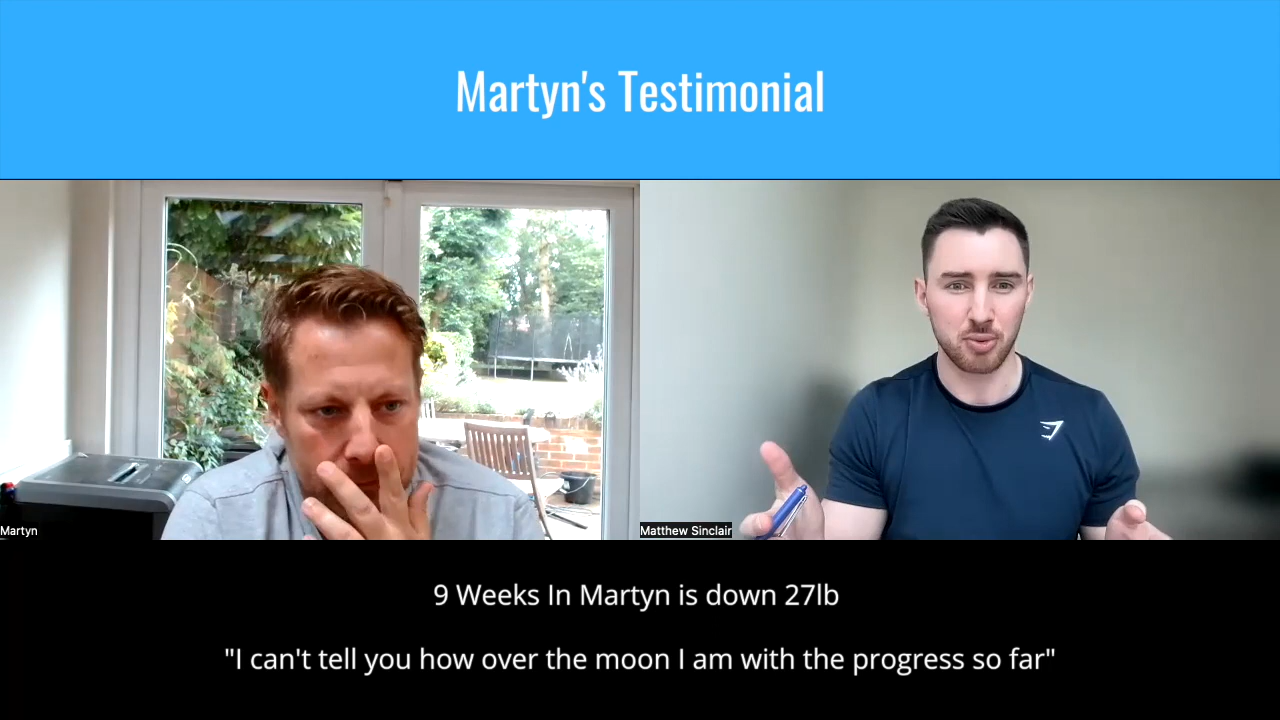 Martyn's Testimonial
Martyn
Matthew Sinclair
9 Weeks In Martyn is down 27lb
"I can't tell you how over the moon I am with the progress so far"